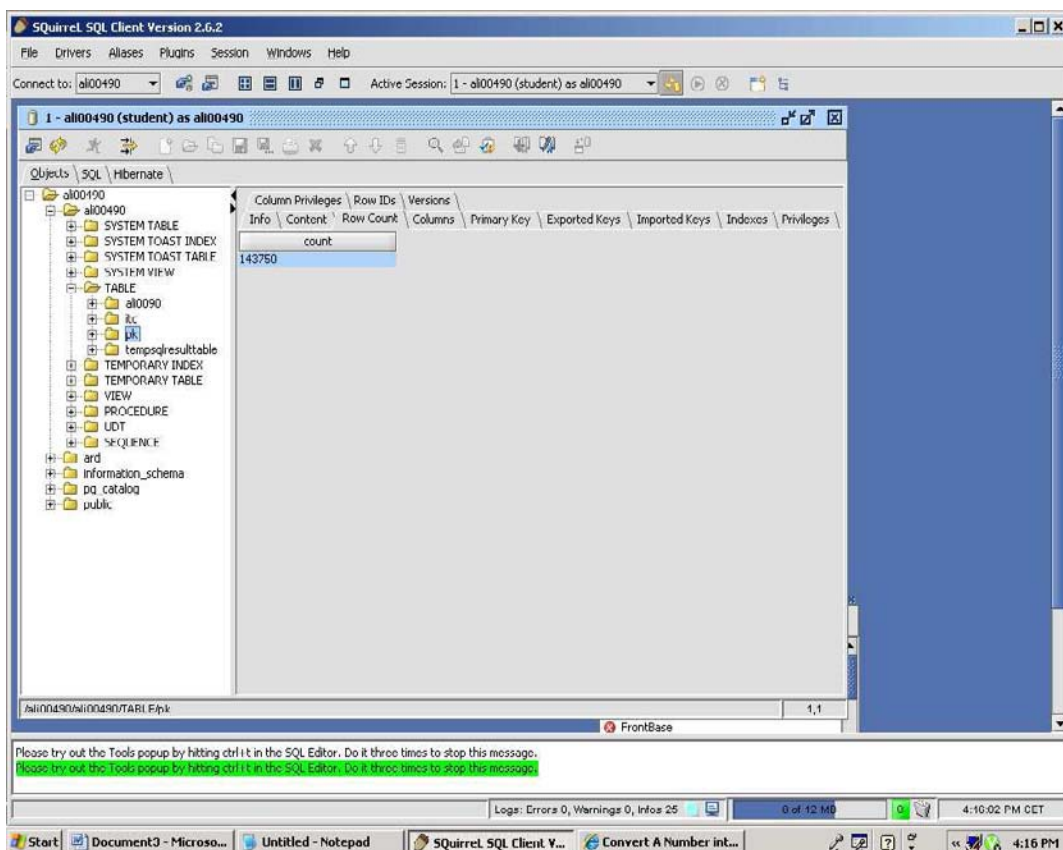 SQuirreL SQL Client Version 2.6.2
File Drivers Aliases Plugins Session Windows Help
Connect to: ali00490 Active Session: 1 - ali00490 (student) as ali00490
1 - ali00490 (student) as ali00490
Objects SQL Hibernate
ali00490
ali00490
SYSTEM TABLE
SYSTEM TOAST INDEX
SYSTEM TOAST TABLE
SYSTEM VIEW
TABLE
ali0090
itc
pk
tempsqlresulttable
TEMPORARY INDEX
TEMPORARY TABLE
VIEW
PROCEDURE
UDT
SEQUENCE
ard
information_schema
pg_catalog
public
Column Privileges Row IDs Versions
Info Content Row Count Columns Primary Key Exported Keys Imported Keys Indexes Privileges
count
143750
/ali00490/ali00490/TABLE/pk 1,1
FrontBase
Please try out the Tools popup by hitting ctrl+t in the SQL Editor. Do it three times to stop this message.
Please try out the Tools popup by hitting ctrl+t in the SQL Editor. Do it three times to stop this message.
Logs: Errors 0, Warnings 0, Infos 25 0 of 12 MB 0 4:16:02 PM CET
Start Document3 - Microso... Untitled - Notepad SQuirreL SQL Client V... Convert A Number int... 4:16 PM